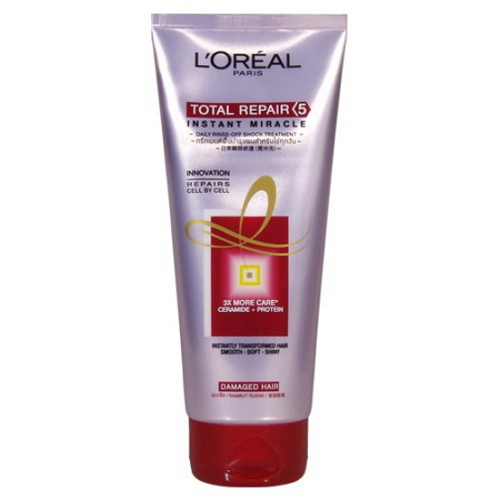 L'ORÉAL
PARIS
TOTAL REPAIR 5
INSTANT MIRACLE
- DAILY RINSE-OFF SHOCK TREATMENT -
INNOVATION
REPAIRS
CELL BY CELL
3X MORE CARE*
CERAMIDE + PROTEIN
INSTANTLY TRANSFORMED HAIR
SMOOTH - SOFT - SHINY
DAMAGED HAIR
RAMBUT ROSAK